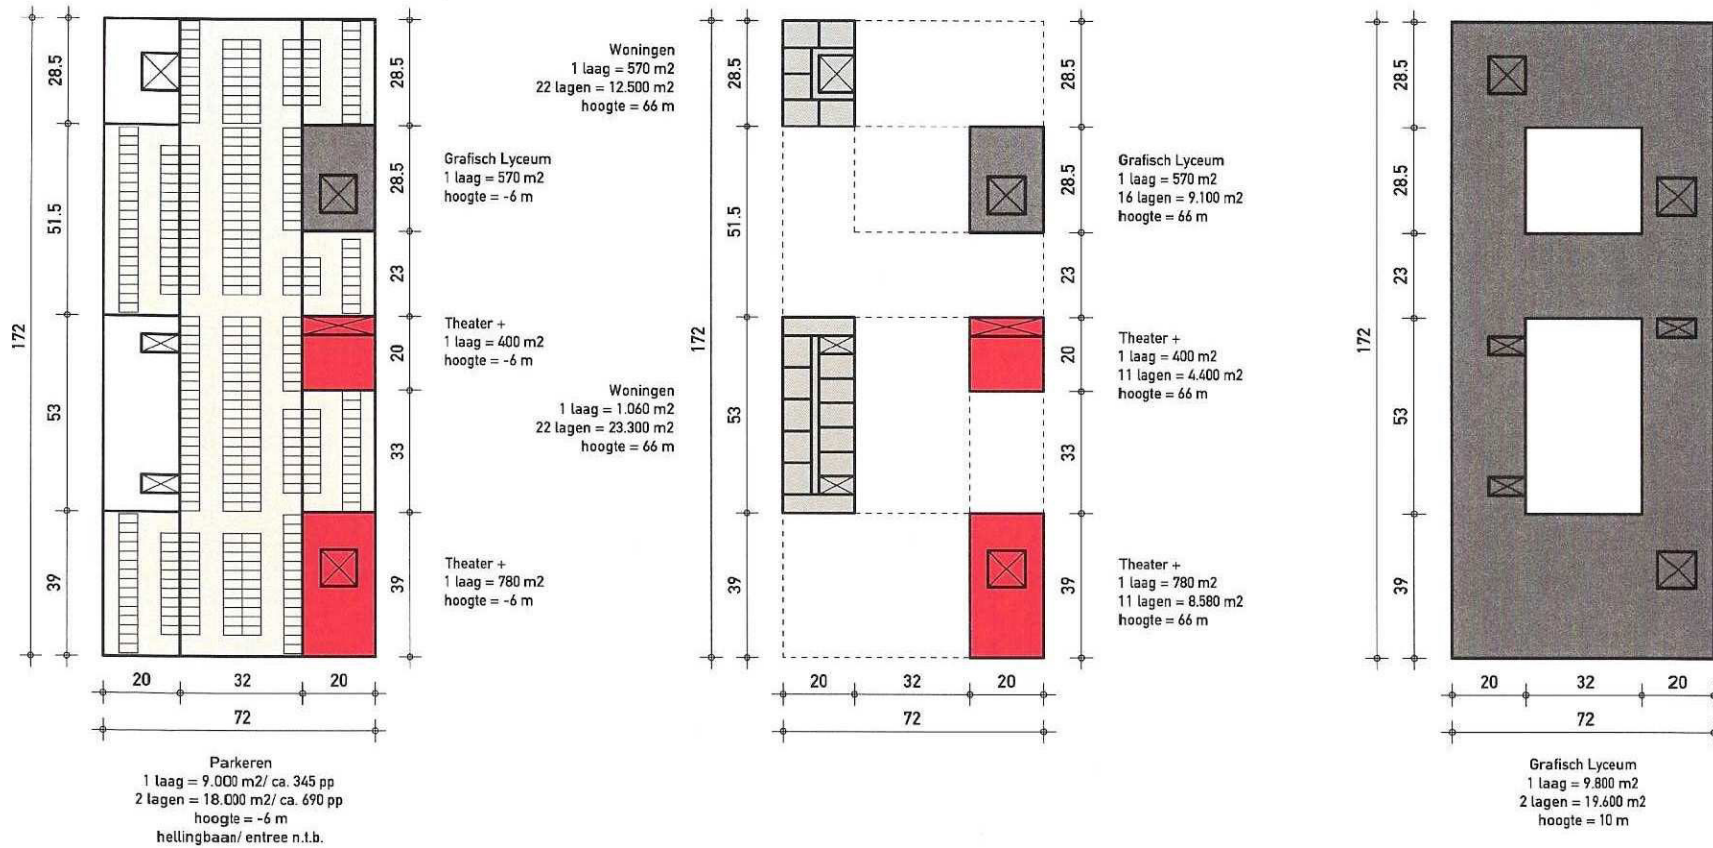 172
28.5
51.5
53
39
28.5
28.5
23
20
33
39
20
32
20
72
Grafisch Lyceum
1 laag = 570 m2
hoogte = -6 m
Theater +
1 laag = 400 m2
hoogte = -6 m
Theater +
1 laag = 780 m2
hoogte = -6 m
Parkeren
1 laag = 9.000 m2/ ca. 345 pp
2 lagen = 18.000 m2/ ca. 690 pp
hoogte = -6 m
hellingbaan/ entree n.t.b.
Woningen
1 laag = 570 m2
22 lagen = 12.500 m2
hoogte = 66 m
Woningen
1 laag = 1.060 m2
22 lagen = 23.300 m2
hoogte = 66 m
172
28.5
51.5
53
39
28.5
28.5
23
20
33
39
20
32
20
72
Grafisch Lyceum
1 laag = 570 m2
16 lagen = 9.100 m2
hoogte = 66 m
Theater +
1 laag = 400 m2
11 lagen = 4.400 m2
hoogte = 66 m
Theater +
1 laag = 780 m2
11 lagen = 8.580 m2
hoogte = 66 m
172
28.5
28.5
23
53
39
20
32
20
72
Grafisch Lyceum
1 laag = 9.800 m2
2 lagen = 19.600 m2
hoogte = 10 m